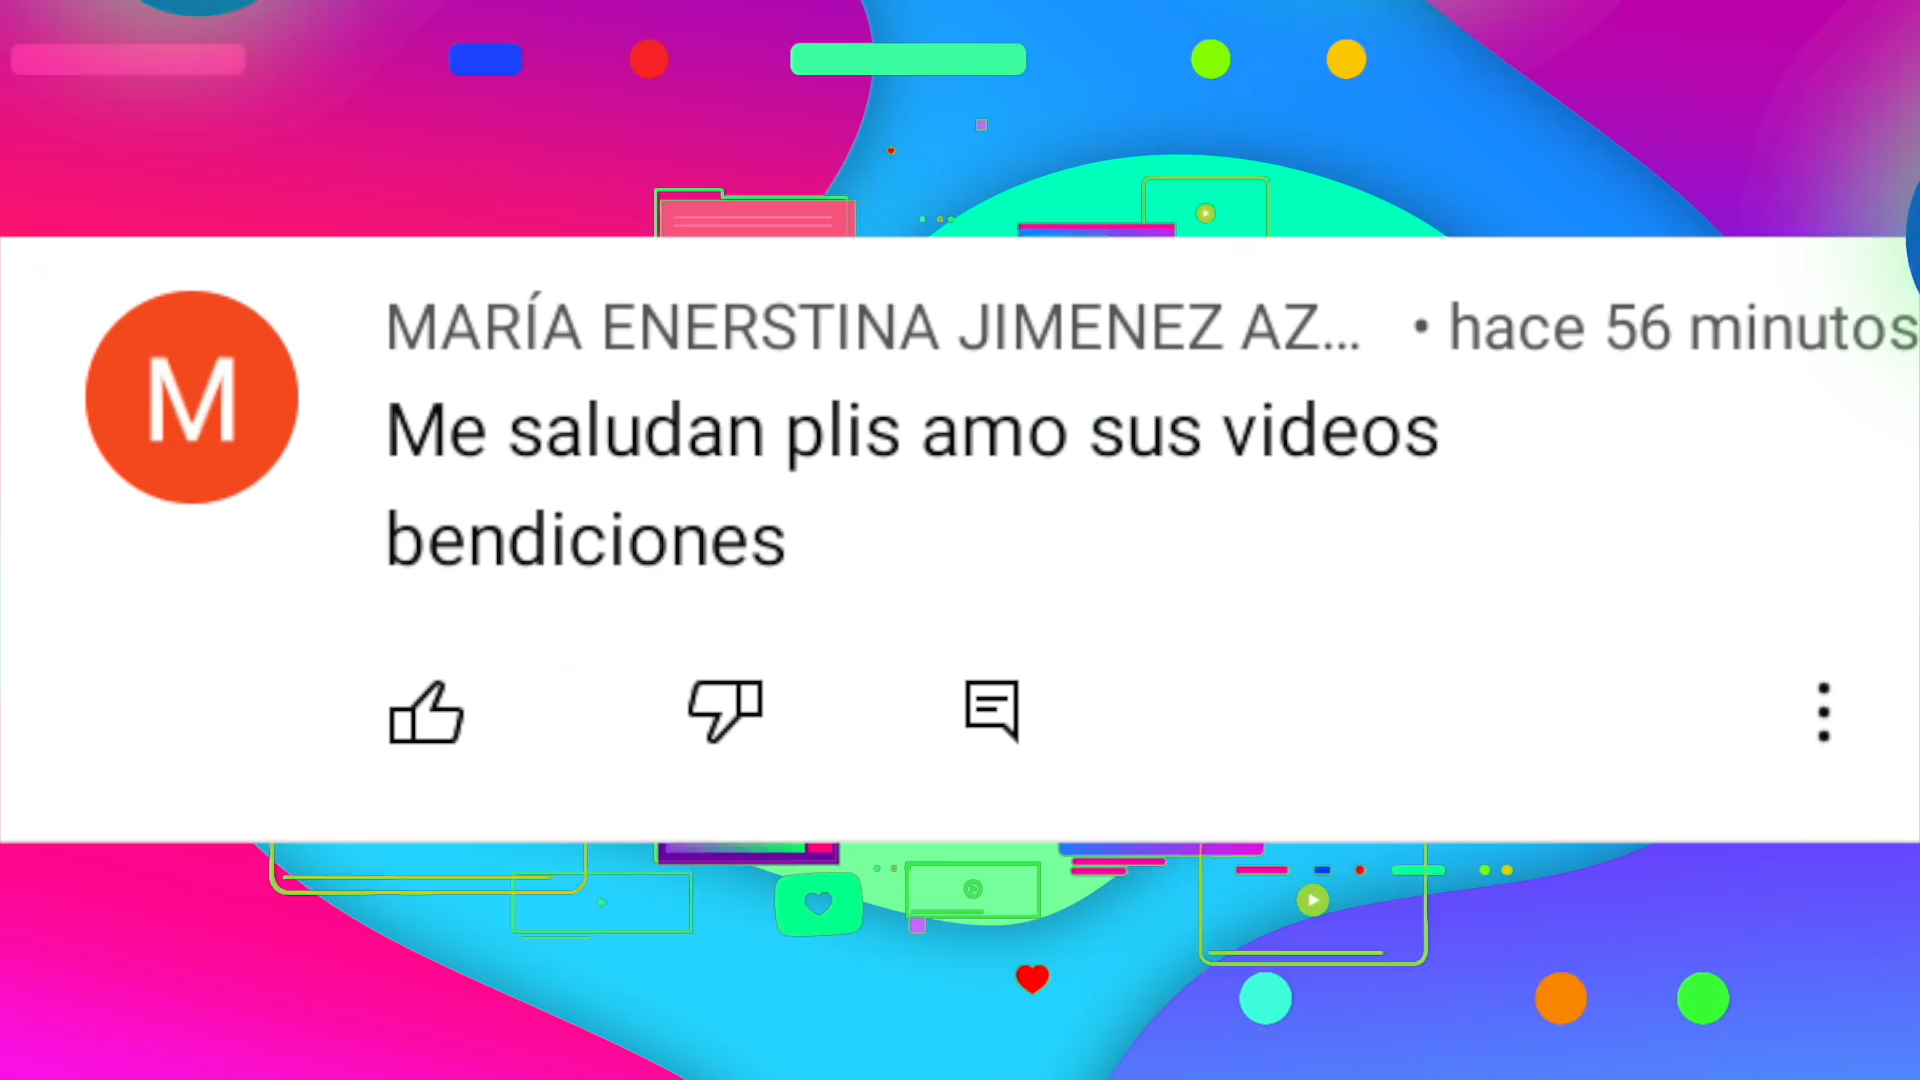 M
MARÍA ENERSTINA JIMENEZ AZ... • hace 56 minutos
Me saludan plis amo sus videos
bendiciones